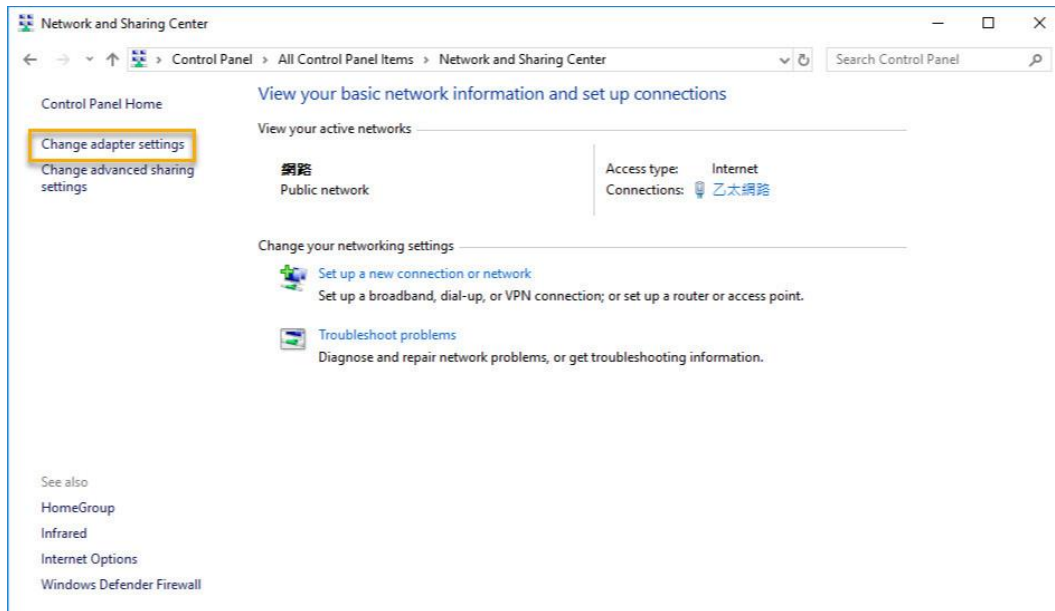 Network and Sharing Center
Control Panel > All Control Panel Items > Network and Sharing Center
Search Control Panel
Control Panel Home
Change adapter settings
Change advanced sharing
settings
View your basic network information and set up connections
View your active networks
網路
Public network
Access type: Internet
Connections: 乙太網路
Change your networking settings
Set up a new connection or network
Set up a broadband, dial-up, or VPN connection; or set up a router or access point.
Troubleshoot problems
Diagnose and repair network problems, or get troubleshooting information.
See also
HomeGroup
Infrared
Internet Options
Windows Defender Firewall